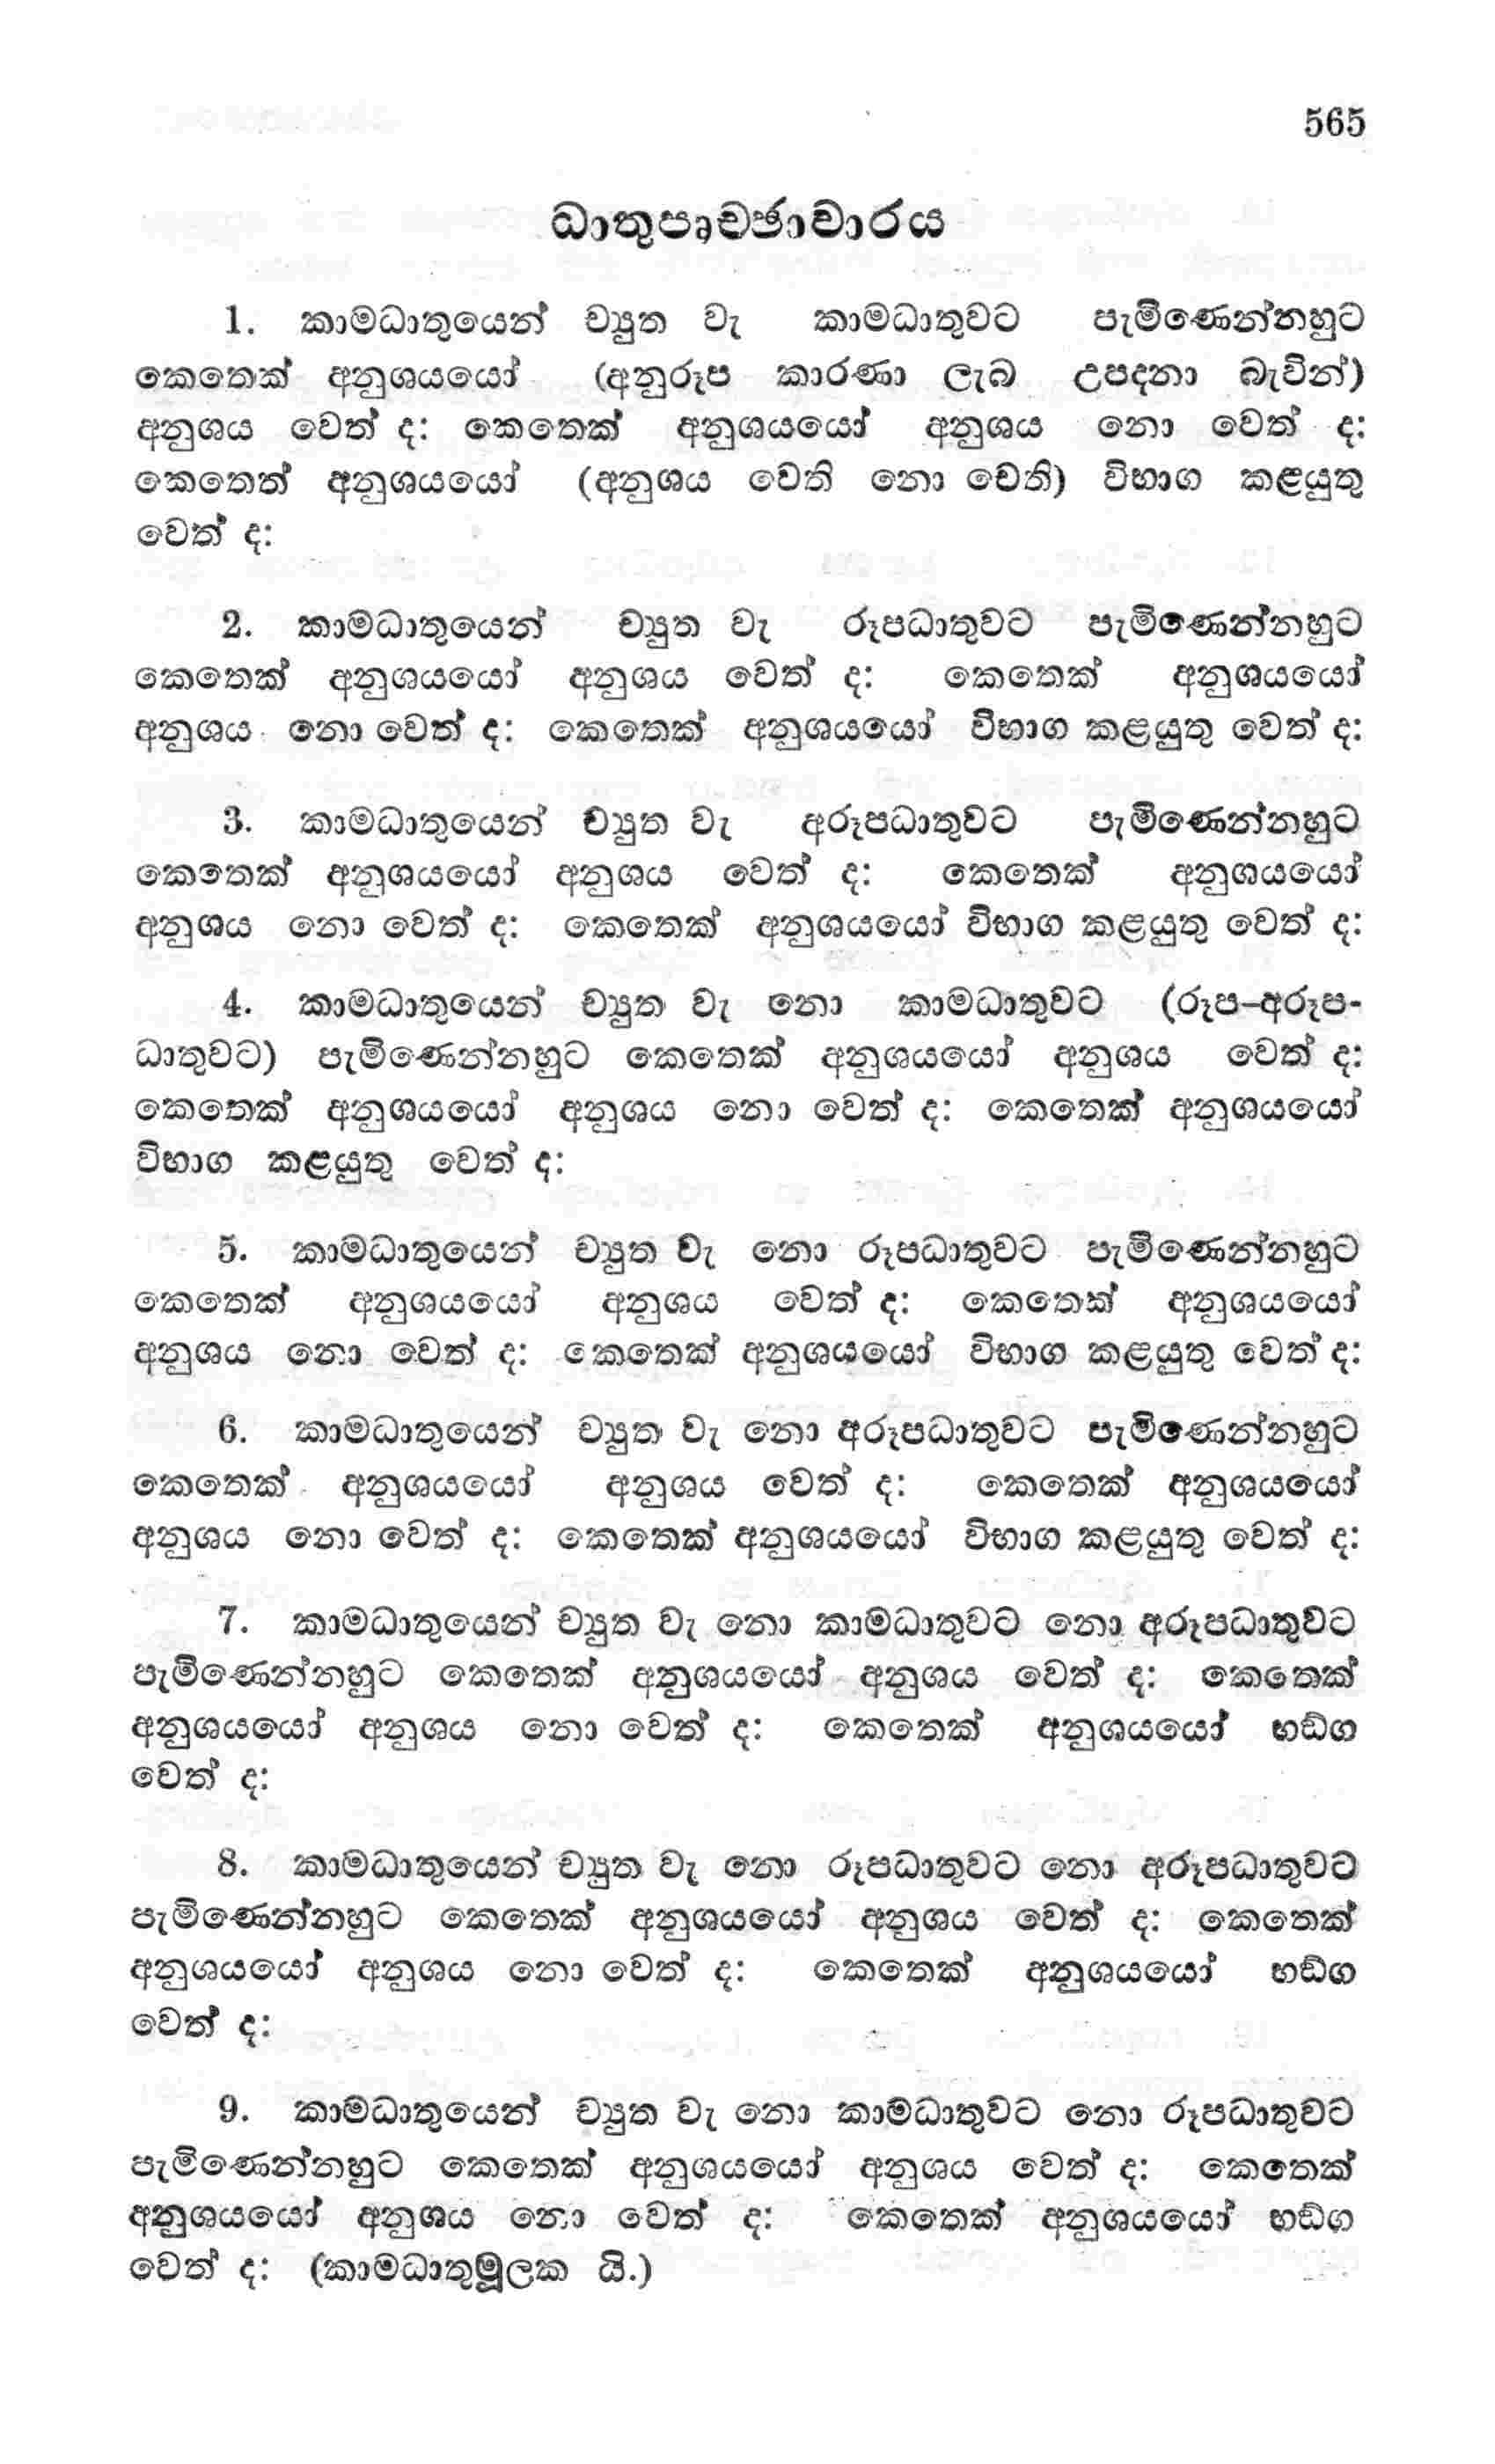 565
ධාතුපෘච්ඡාවාරය
1. කාමධාතුයෙන් ච්‍යුත වැ කාමධාතුවට පැමිණෙන්නහුට
කෙතෙක් අනුශයයෝ (අනුරූප කාරණා ලැබ උපදනා බැවින්)
අනුශය වෙත් ද: කෙතෙක් අනුශයයෝ අනුශය නො වෙත් ද:
කෙතෙත් අනුශයයෝ (අනුශය වෙති නො වෙති) විභාග කළයුතු
වෙත් ද:
2. කාමධාතුයෙන් ච්‍යුත වැ රූපධාතුවට පැමිණෙන්නහුට
කෙතෙක් අනුශයයෝ අනුශය වෙත් ද: කෙතෙක් අනුශයයෝ
අනුශය නො වෙත් ද: කෙතෙක් අනුශයයෝ විභාග කළයුතු වෙත් ද:
3. කාමධාතුයෙන් ච්‍යුත වැ අරූපධාතුවට පැමිණෙන්නහුට
කෙතෙක් අනුශයයෝ අනුශය වෙත් ද: කෙතෙක් අනුශයයෝ
අනුශය නො වෙත් ද: කෙතෙක් අනුශයයෝ විභාග කළයුතු වෙත් ද:
4. කාමධාතුයෙන් ච්‍යුත වැ නො කාමධාතුවට (රූප–අරූප-
ධාතුවට) පැමිණෙන්නහුට කෙතෙක් අනුශයයෝ අනුශය වෙත් ද:
කෙතෙක් අනුශයයෝ අනුශය නො වෙත් ද: කෙතෙක් අනුශයයෝ
විභාග කළයුතු වෙත් ද:
5. කාමධාතුයෙන් ච්‍යුත වැ නො රූපධාතුවට පැමිණෙන්නහුට
කෙතෙක් අනුශයයෝ අනුශය වෙත් ද: කෙතෙක් අනුශයයෝ
අනුශය නො වෙත් ද: කෙතෙක් අනුශයයෝ විභාග කළයුතු වෙත් ද:
6. කාමධාතුයෙන් ච්‍යුත වැ නො අරූපධාතුවට පැමිණෙන්නහුට
කෙතෙක් අනුශයයෝ අනුශය වෙත් ද: කෙතෙක් අනුශයයෝ
අනුශය නො වෙත් ද: කෙතෙක් අනුශයයෝ විභාග කළයුතු වෙත් ද:
7. කාමධාතුයෙන් ච්‍යුත වැ නො කාමධාතුවට නො අරූපධාතුවට
පැමිණෙන්නහුට කෙතෙක් අනුශයයෝ අනුශය වෙත් ද: කෙතෙක්
අනුශයයෝ අනුශය නො වෙත් ද: කෙතෙක් අනුශයයෝ භඞ්ග
වෙත් ද:
8. කාමධාතුයෙන් ච්‍යුත වැ නො රූපධාතුවට නො අරූපධාතුවට
පැමිණෙන්නහුට කෙතෙක් අනුශයයෝ අනුශය වෙත් ද: කෙතෙක්
අනුශයයෝ අනුශය නො වෙත් ද: කෙතෙක් අනුශයයෝ භඞ්ග
වෙත් ද:
9. කාමධාතුයෙන් ච්‍යුත වැ නො කාමධාතුවට නො රූපධාතුවට
පැමිණෙන්නහුට කෙතෙක් අනුශයයෝ අනුශය වෙත් ද: කෙතෙක්
අනුශයයෝ අනුශය නො වෙත් ද: කෙතෙක් අනුශයයෝ භඞ්ග
වෙත් ද: (කාමධාතුමූලක යි.)